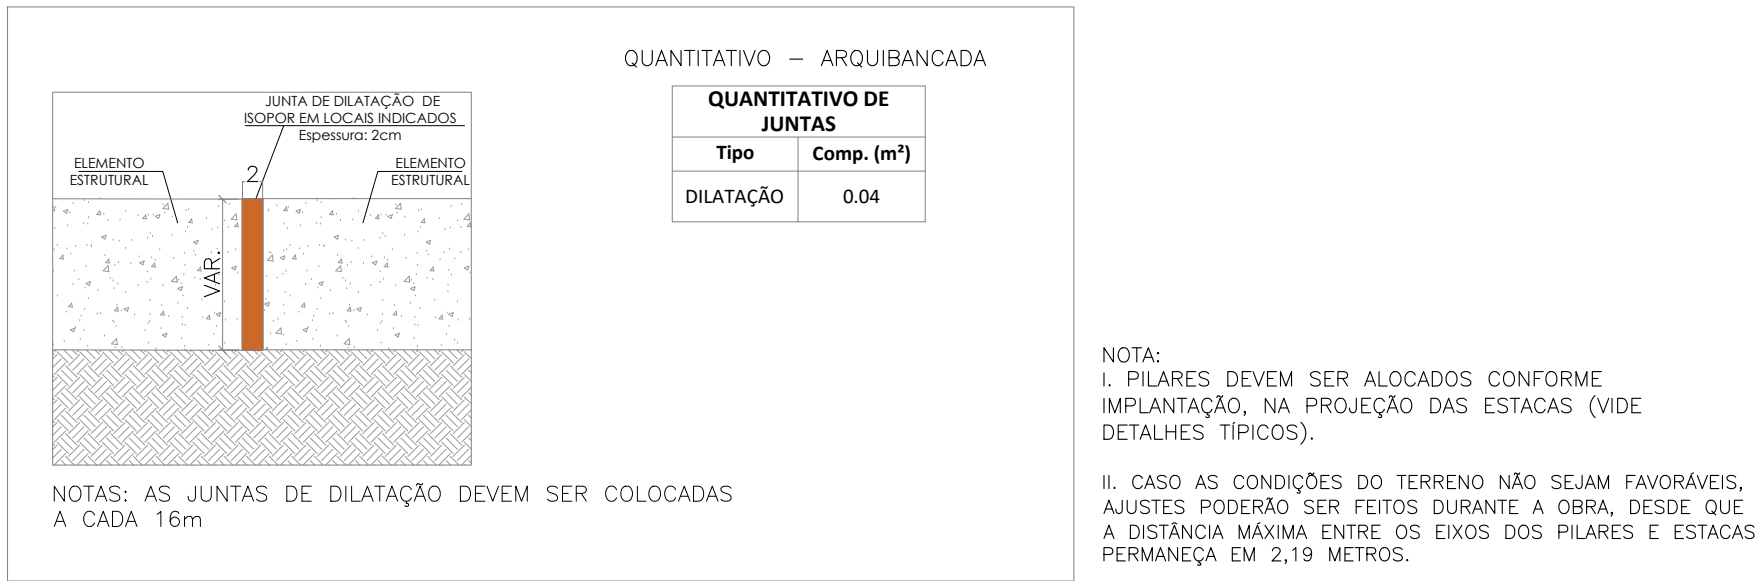 QUANTITATIVO – ARQUIBANCADA
JUNTA DE DILATAÇÃO DE
ISOPOR EM LOCAIS INDICADOS
Espessura: 2cm
ELEMENTO
ESTRUTURAL
2
ELEMENTO
ESTRUTURAL
VAR.
QUANTITATIVO DE
JUNTAS
Tipo Comp. (m²)
DILATAÇÃO 0.04
NOTAS: AS JUNTAS DE DILATAÇÃO DEVEM SER COLOCADAS
A CADA 16m
NOTA:
I. PILARES DEVEM SER ALOCADOS CONFORME
IMPLANTAÇÃO, NA PROJEÇÃO DAS ESTACAS (VIDE
DETALHES TÍPICOS).
II. CASO AS CONDIÇÕES DO TERRENO NÃO SEJAM FAVORÁVEIS,
AJUSTES PODERÃO SER FEITOS DURANTE A OBRA, DESDE QUE
A DISTÂNCIA MÁXIMA ENTRE OS EIXOS DOS PILARES E ESTACAS
PERMANEÇA EM 2,19 METROS.